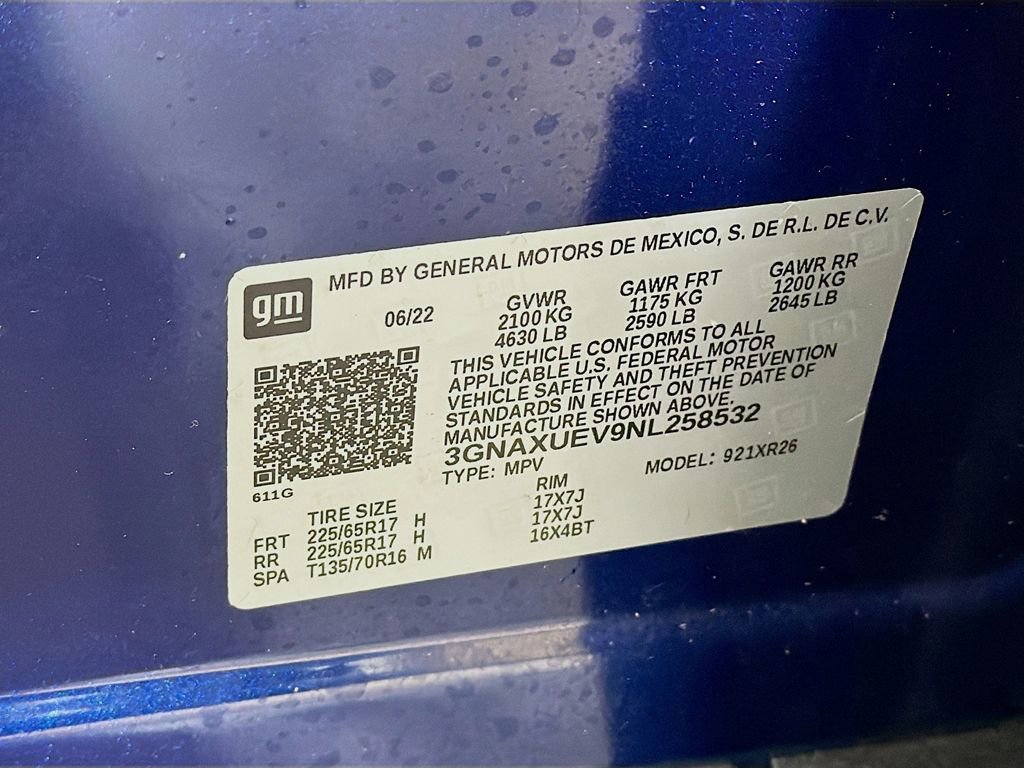 gm
MFD BY GENERAL MOTORS DE MEXICO, S. DE R.L. DE C.V.
06/22
GVWR
2100 KG
4630 LB
GAWR FRT
1175 KG
2590 LB
GAWR RR
1200 KG
2645 LB
THIS VEHICLE CONFORMS TO ALL
APPLICABLE U.S. FEDERAL MOTOR
VEHICLE SAFETY AND THEFT PREVENTION
STANDARDS IN EFFECT ON THE DATE OF
MANUFACTURE SHOWN ABOVE.
3GNAXUEV9NL258532
TYPE: MPV
MODEL: 921XR26
611G
TIRE SIZE RIM
FRT 225/65R17 H 17X7J
RR 225/65R17 H 17X7J
SPA T135/70R16 M 16X4BT